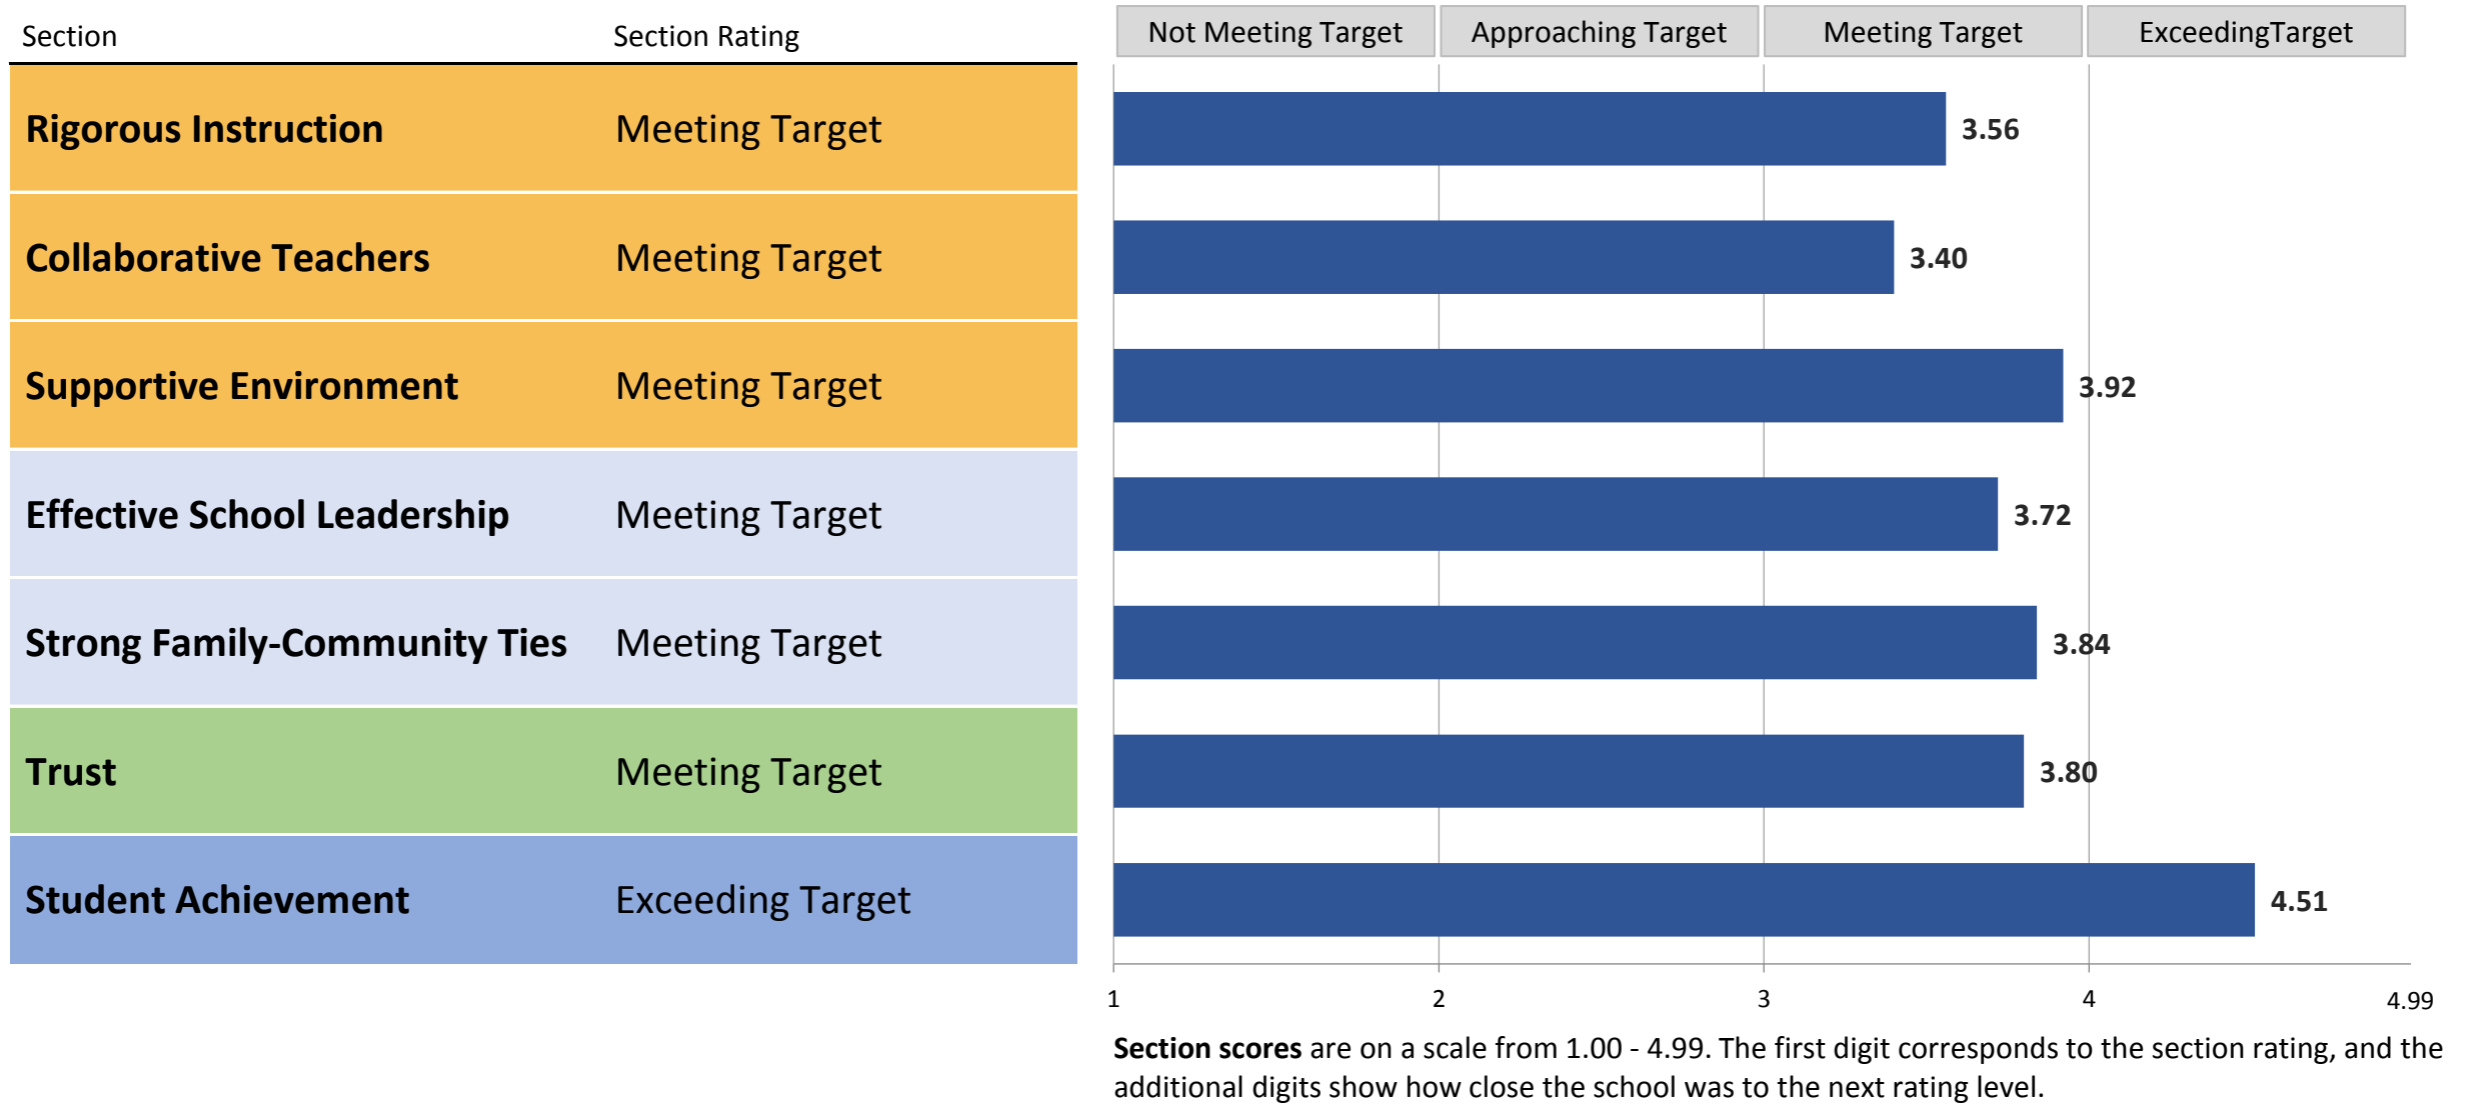 Section Section Rating Not Meeting Target Approaching Target Meeting Target ExceedingTarget
Rigorous Instruction Meeting Target 3.56
Collaborative Teachers Meeting Target 3.40
Supportive Environment Meeting Target 3.92
Effective School Leadership Meeting Target 3.72
Strong Family-Community Ties Meeting Target 3.84
Trust Meeting Target 3.80
Student Achievement Exceeding Target 4.51
1 2 3 4 4.99
Section scores are on a scale from 1.00 - 4.99. The first digit corresponds to the section rating, and the
additional digits show how close the school was to the next rating level.